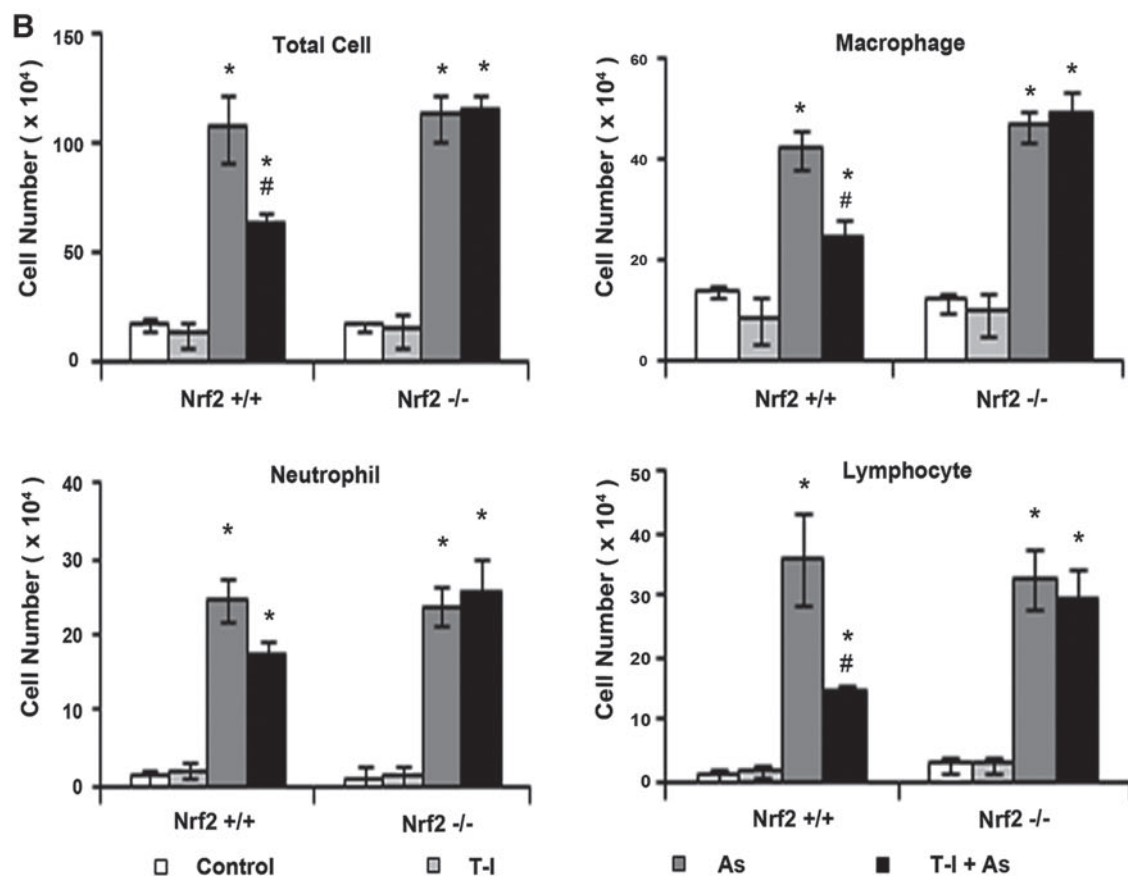 B
Total Cell
Cell Number ( x 10⁴)
150
100
50
0
*
*
#
*
*
Nrf2 +/+
Nrf2 -/-
Macrophage
Cell Number ( x 10⁴)
60
40
20
0
*
*
#
*
*
Nrf2 +/+
Nrf2 -/-
Neutrophil
Cell Number ( x 10⁴)
40
30
20
10
0
*
*
*
*
Nrf2 +/+
Nrf2 -/-
Lymphocyte
Cell Number ( x 10⁴)
50
40
30
20
10
0
*
*
#
*
*
Nrf2 +/+
Nrf2 -/-
Control
T-I
As
T-I + As